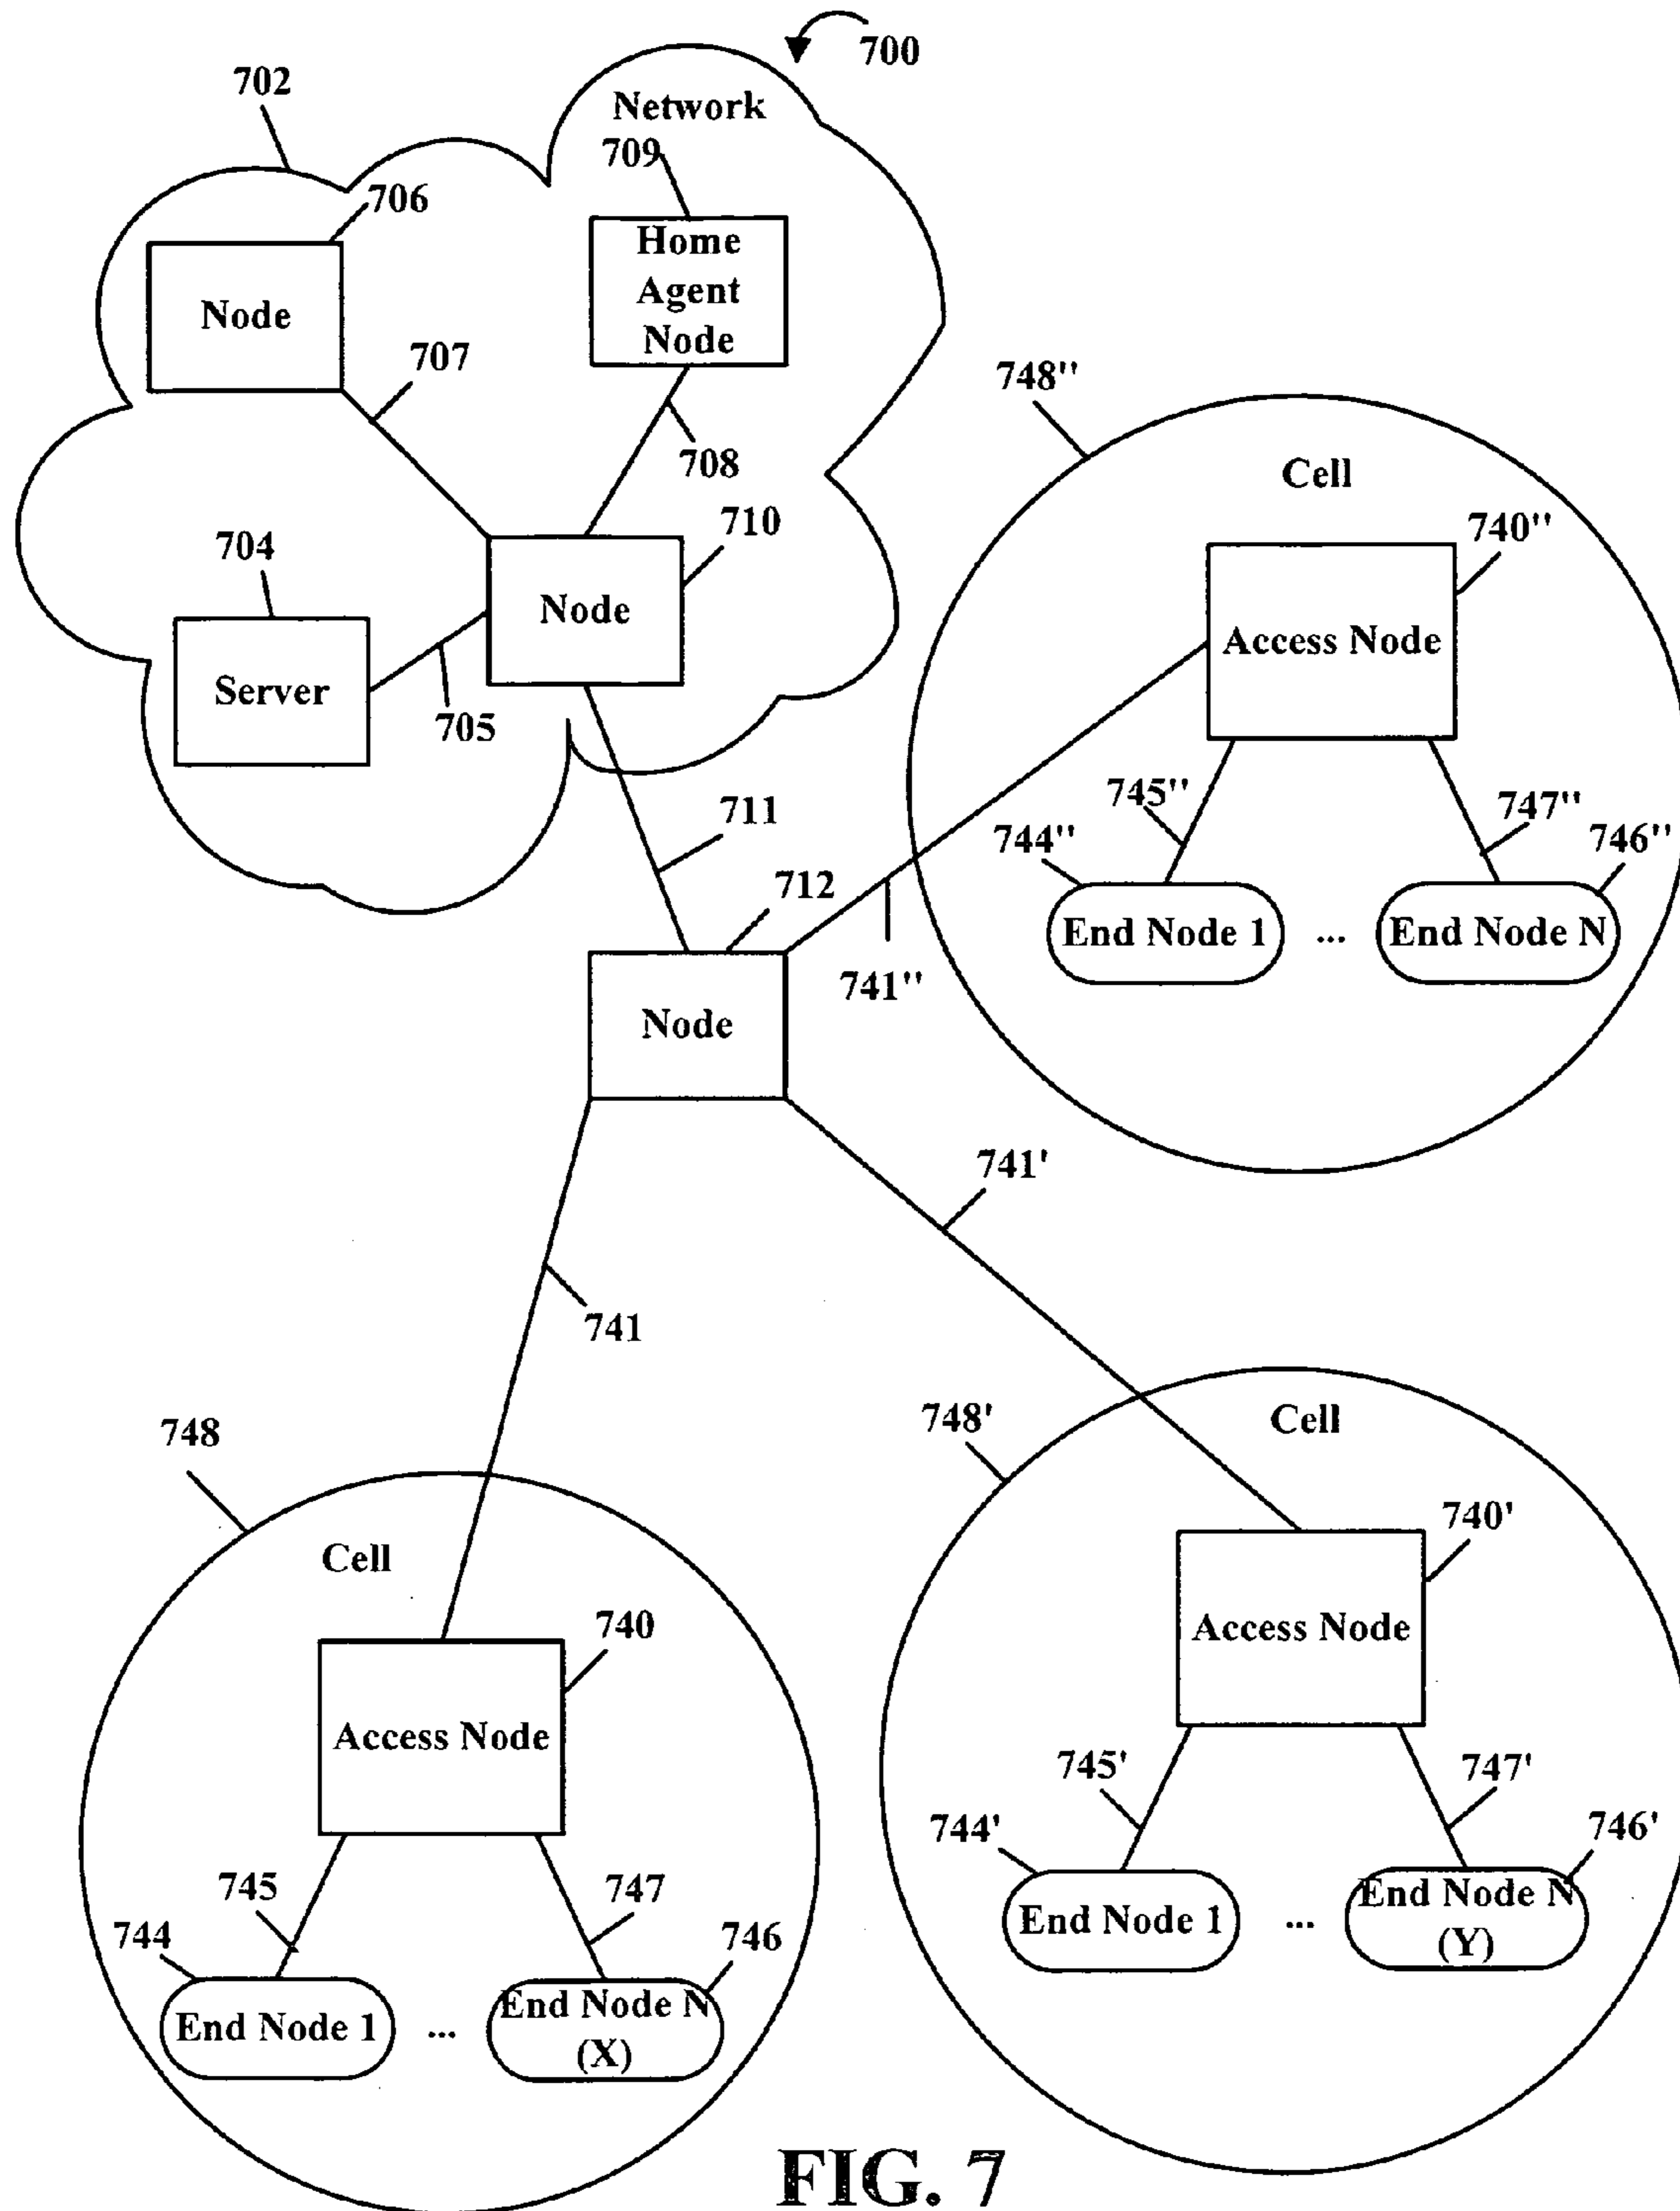 700
702
Network
709
706
Home
Agent
Node
Node
707
708
748''
Cell
704
710
740''
Node
Access Node
Server
705
745''
747''
711
744''
746''
712
End Node 1 ... End Node N
741''
Node
741'
741
748'
Cell
748
740'
Cell
740
Access Node
Access Node
745'
747'
744'
746'
745
747
End Node 1 ... End Node N
(Y)
744
746
End Node 1 ... End Node N
(X)
FIG. 7